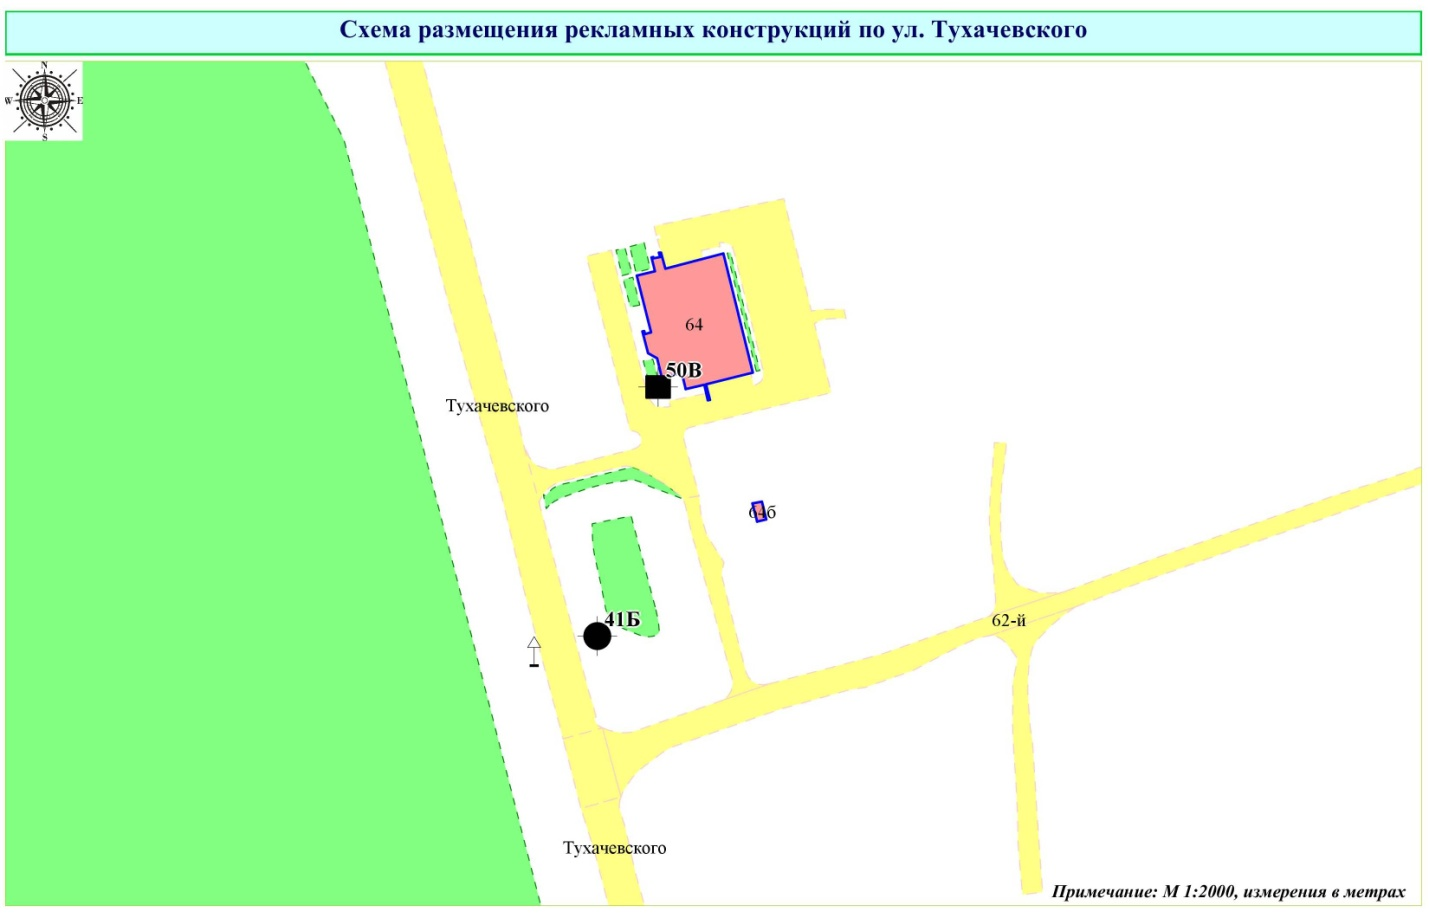 Схема размещения рекламных конструкций по ул. Тухачевского
N
W E
S
64
50В
Тухачевского
64б
41Б
62-й
Тухачевского
Примечание: М 1:2000, измерения в метрах